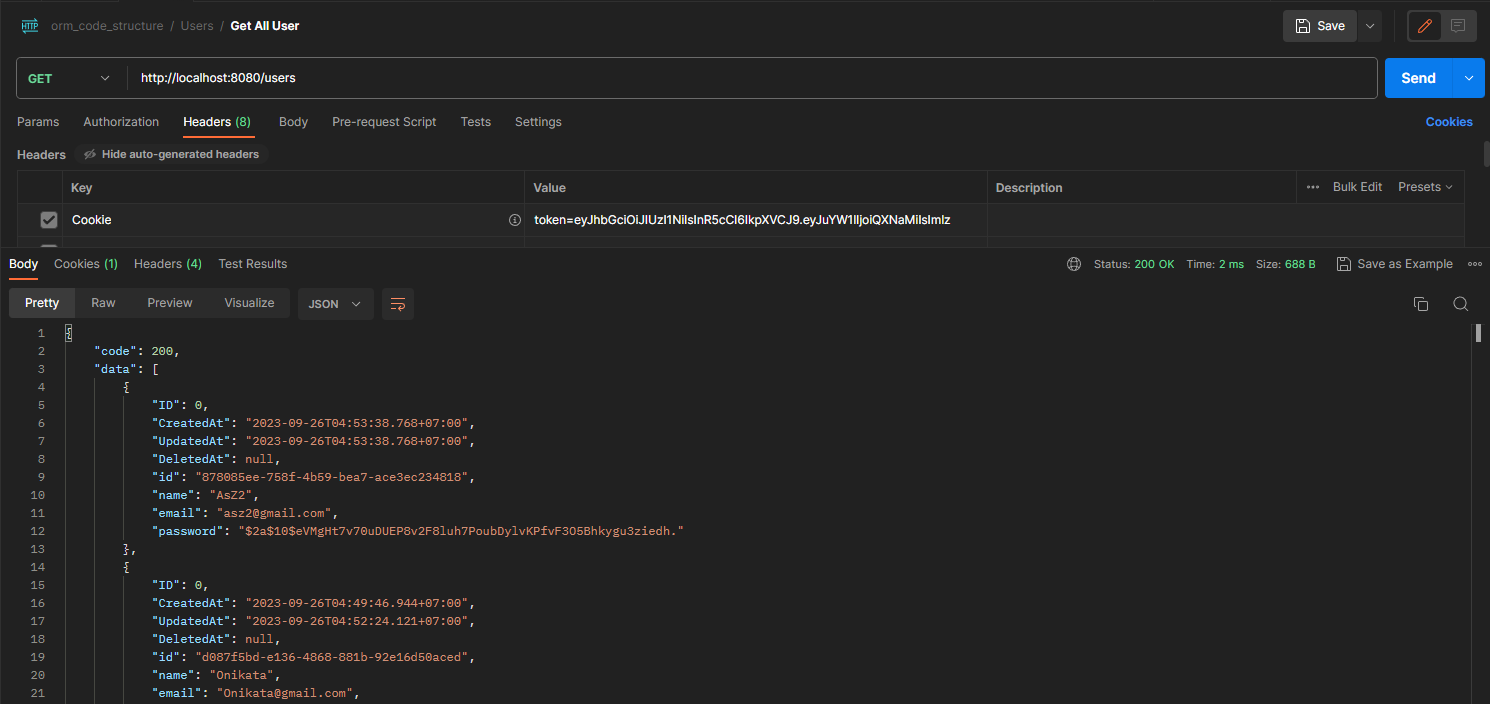 HTTP orm_code_structure / Users / Get All User
Save
GET http://localhost:8080/users Send
Params Authorization Headers (8) Body Pre-request Script Tests Settings Cookies
Headers Hide auto-generated headers
Key Value Description Bulk Edit Presets
Cookie token=eyJhbGciOiJIUzI1NiIsInR5cCI6IkpXVCJ9.eyJuYW1lIjoiQXNaMiIsImlz
Body Cookies (1) Headers (4) Test Results Status: 200 OK Time: 2 ms Size: 688 B Save as Example
Pretty Raw Preview Visualize JSON
1 {
2 "code": 200,
3 "data": [
4 {
5 "ID": 0,
6 "CreatedAt": "2023-09-26T04:53:38.768+07:00",
7 "UpdatedAt": "2023-09-26T04:53:38.768+07:00",
8 "DeletedAt": null,
9 "id": "878085ee-758f-4b59-bea7-ace3ec234818",
10 "name": "AsZ2",
11 "email": "asz2@gmail.com",
12 "password": "$2a$10$eVMgHt7v70uDUEP8v2F8luh7PoubDylvKPfvF3O5Bhkygu3ziedh."
13 },
14 {
15 "ID": 0,
16 "CreatedAt": "2023-09-26T04:49:46.944+07:00",
17 "UpdatedAt": "2023-09-26T04:52:24.121+07:00",
18 "DeletedAt": null,
19 "id": "d087f5bd-e136-4868-881b-92e16d50aced",
20 "name": "Onikata",
21 "email": "Onikata@gmail.com",